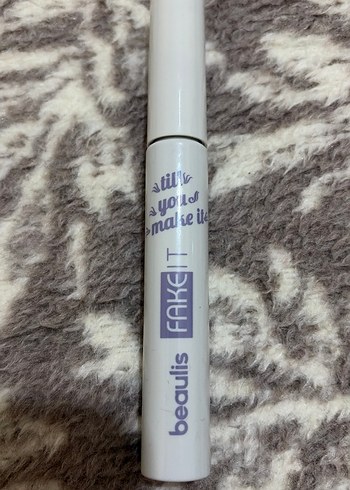 till
you
make it
FAKE IT
beaulis